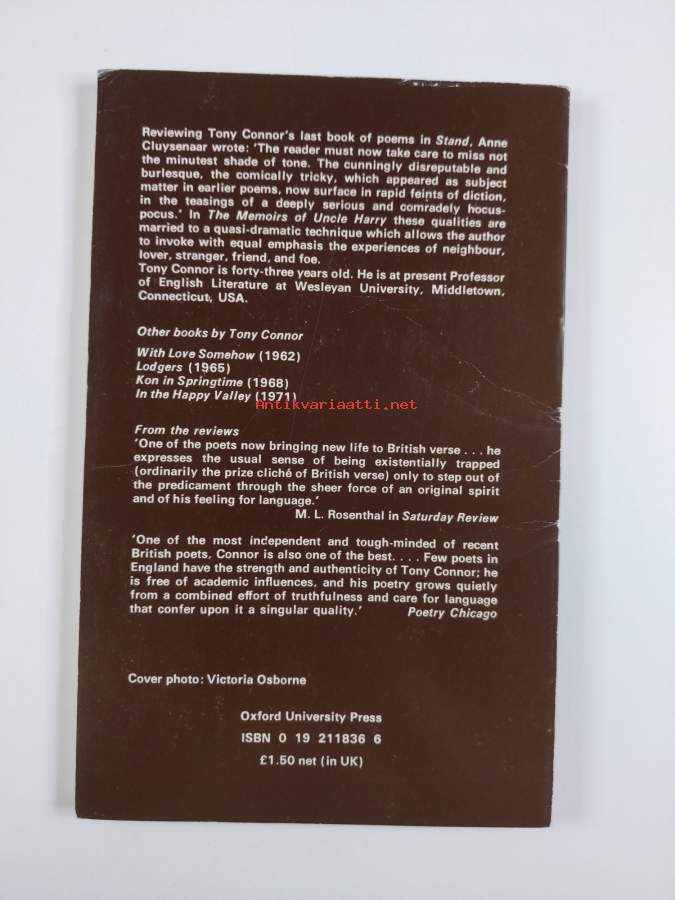 Reviewing Tony Connor's last book of poems in Stand, Anne
Cluysenaar wrote: 'The reader must now take care to miss not
the minutest shade of tone. The cunningly disreputable and
burlesque, the comically tricky, which appeared as subject
matter in earlier poems, now surface in rapid feints of diction,
in the teasings of a deeply serious and comradely hocus-
pocus.' In The Memoirs of Uncle Harry these qualities are
married to a quasi-dramatic technique which allows the author
to invoke with equal emphasis the experiences of neighbour,
lover, stranger, friend, and foe.
Tony Connor is forty-three years old. He is at present Professor
of English Literature at Wesleyan University, Middletown,
Connecticut, USA.
Other books by Tony Connor
With Love Somehow (1962)
Lodgers (1965)
Kon in Springtime (1968)
In the Happy Valley (1971)
Antikvariaatti.net
From the reviews
'One of the poets now bringing new life to British verse . . . he
expresses the usual sense of being existentially trapped
(ordinarily the prize cliché of British verse) only to step out of
the predicament through the sheer force of an original spirit
and of his feeling for language.'
M. L. Rosenthal in Saturday Review
'One of the most independent and tough-minded of recent
British poets, Connor is also one of the best. . . . Few poets in
England have the strength and authenticity of Tony Connor; he
is free of academic influences, and his poetry grows quietly
from a combined effort of truthfulness and care for language
that confer upon it a singular quality.' Poetry Chicago
Cover photo: Victoria Osborne
Oxford University Press
ISBN 0 19 211836 6
£1.50 net (in UK)